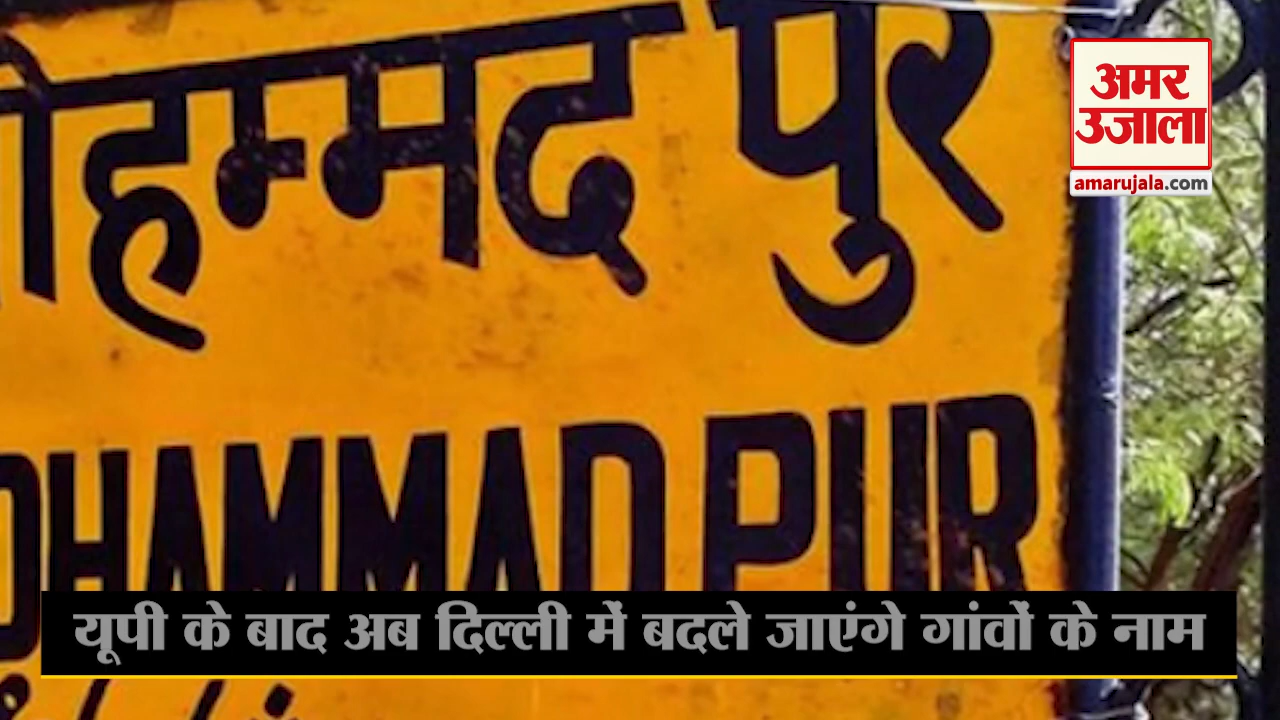 ोहम्मद पुर
अमर
उजाला
amarujala.com
OHAMMAD PUR
यूपी के बाद अब दिल्ली में बदले जाएंगे गांवों के नाम